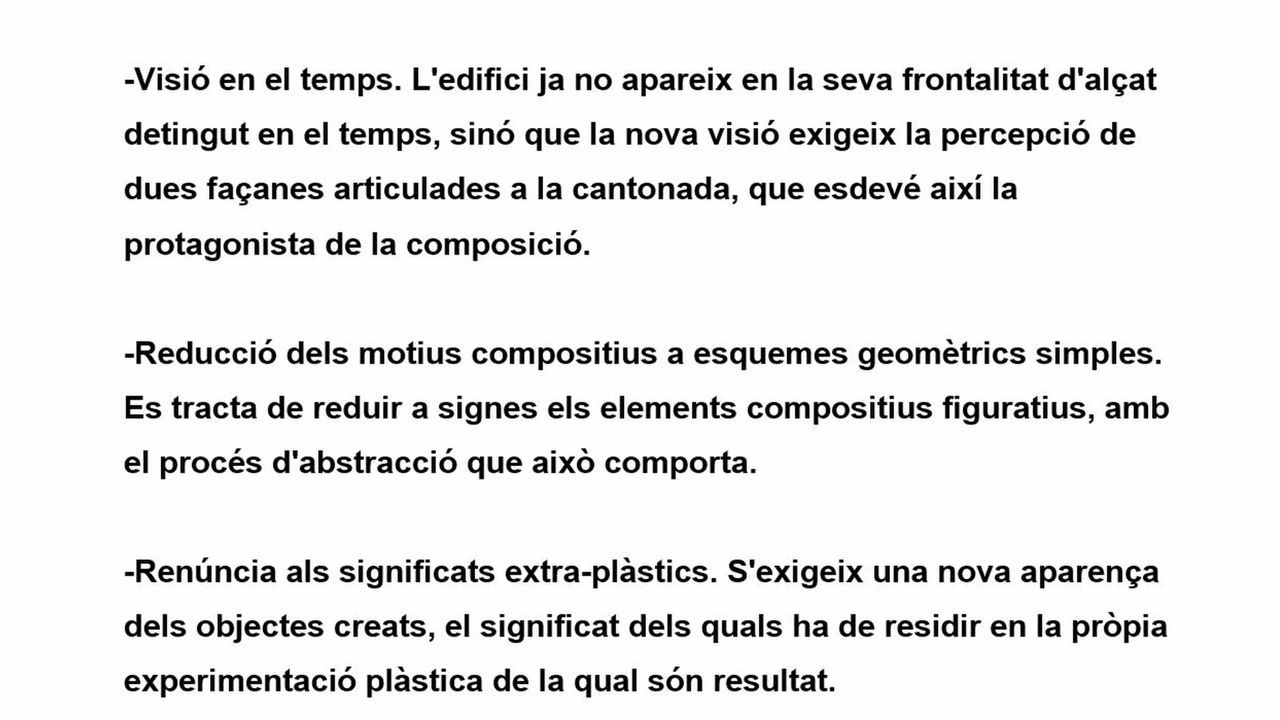 -Visió en el temps. L'edifici ja no apareix en la seva frontalitat d'alçat
detingut en el temps, sinó que la nova visió exigeix la percepció de
dues façanes articulades a la cantonada, que esdevé així la
protagonista de la composició.
-Reducció dels motius compositius a esquemes geomètrics simples.
Es tracta de reduir a signes els elements compositius figuratius, amb
el procés d'abstracció que això comporta.
-Renúncia als significats extra-plàstics. S'exigeix una nova aparença
dels objectes creats, el significat dels quals ha de residir en la pròpia
experimentació plàstica de la qual són resultat.